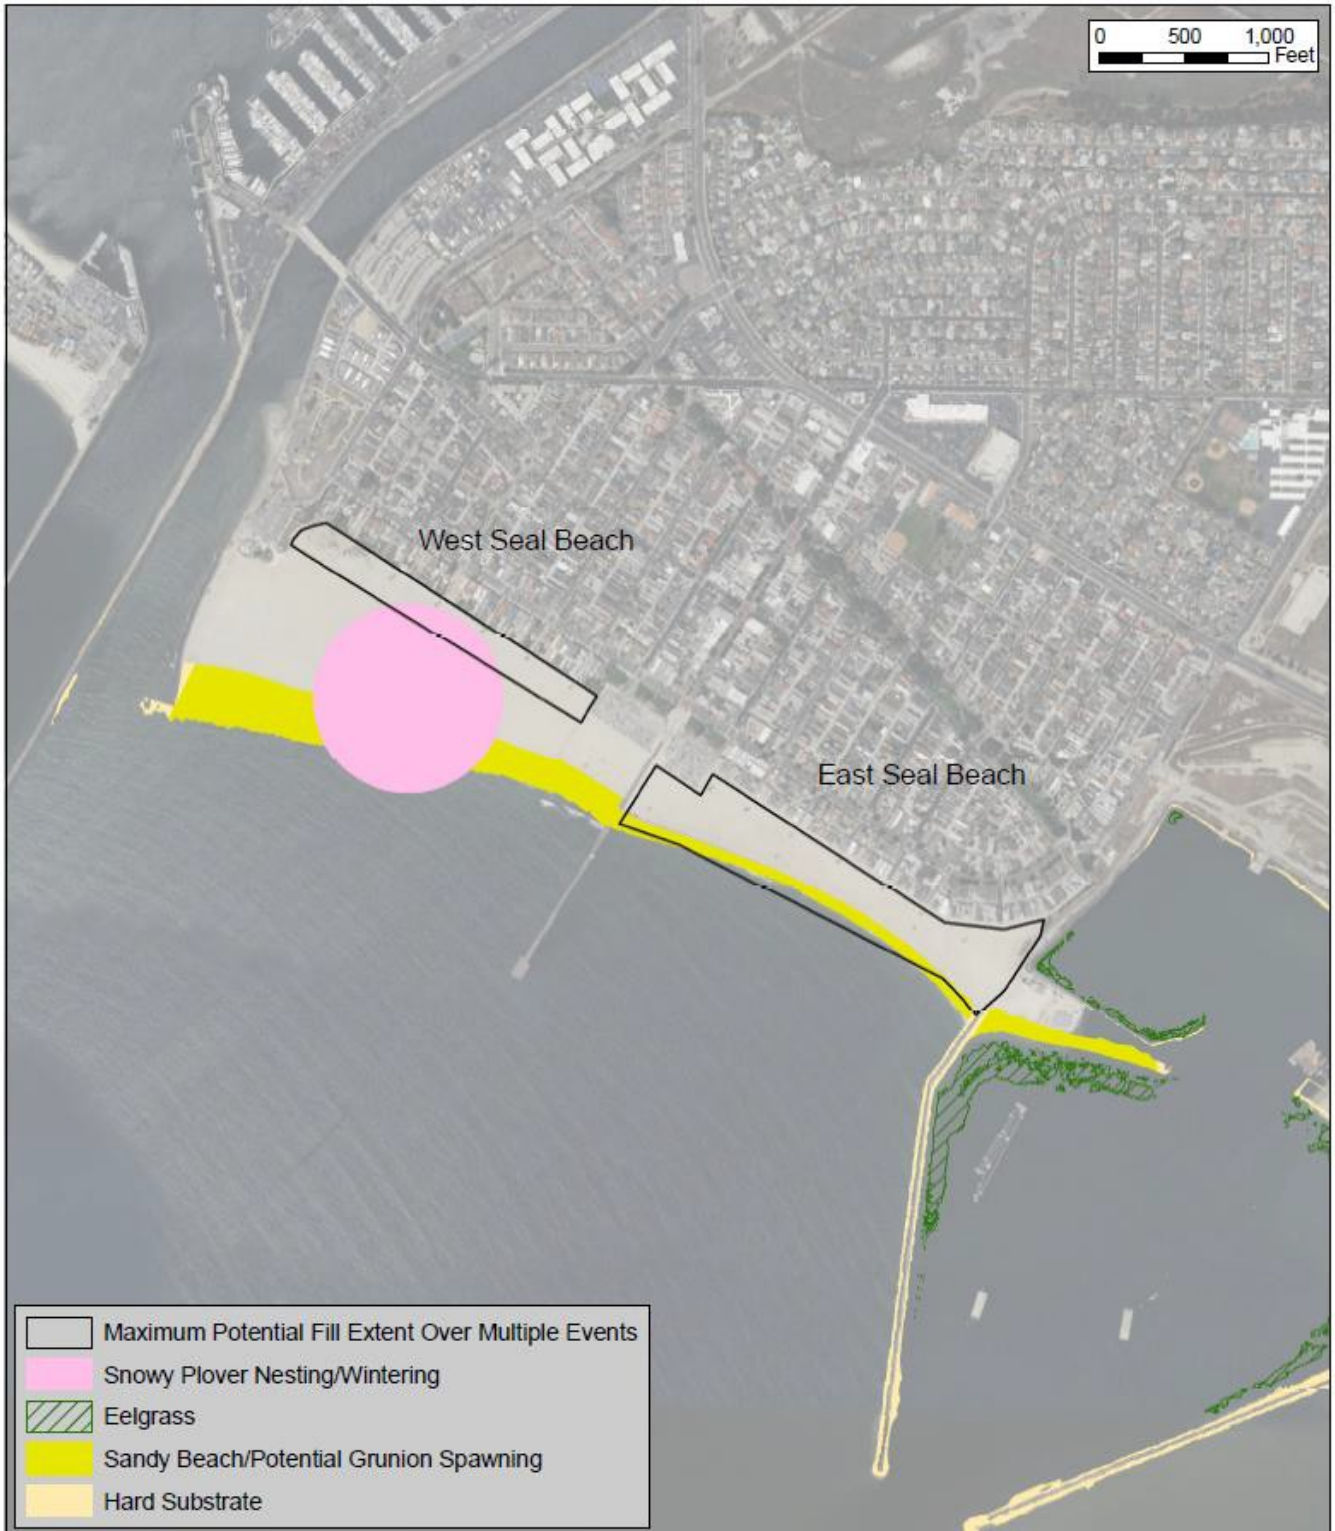 0 500 1,000
Feet
West Seal Beach
East Seal Beach
Maximum Potential Fill Extent Over Multiple Events
Snowy Plover Nesting/Wintering
Eelgrass
Sandy Beach/Potential Grunion Spawning
Hard Substrate